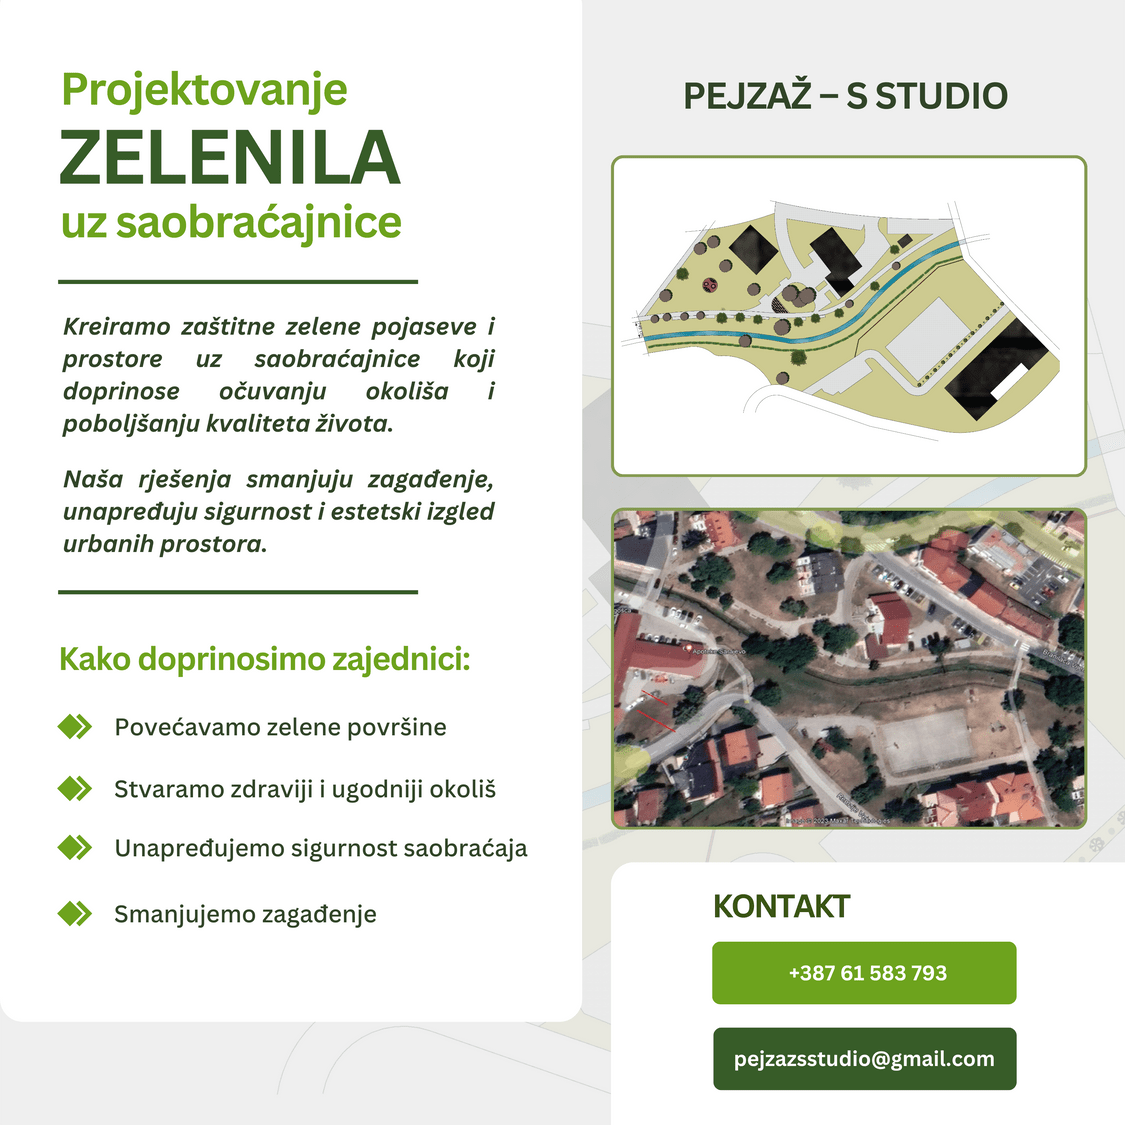 Projektovanje
ZELENILA
uz saobraćajnice
Kreiramo zaštitne zelene pojaseve i
prostore uz saobraćajnice koji
doprinose očuvanju okoliša i
poboljšanju kvaliteta života.
Naša rješenja smanjuju zagađenje,
unapređuju sigurnost i estetski izgled
urbanih prostora.
Kako doprinosimo zajednici:
Povećavamo zelene površine
Stvaramo zdraviji i ugodniji okoliš
Unapređujemo sigurnost saobraćaja
Smanjujemo zagađenje
PEJZAŽ – S STUDIO
KONTAKT
+387 61 583 793
pejzazsstudio@gmail.com